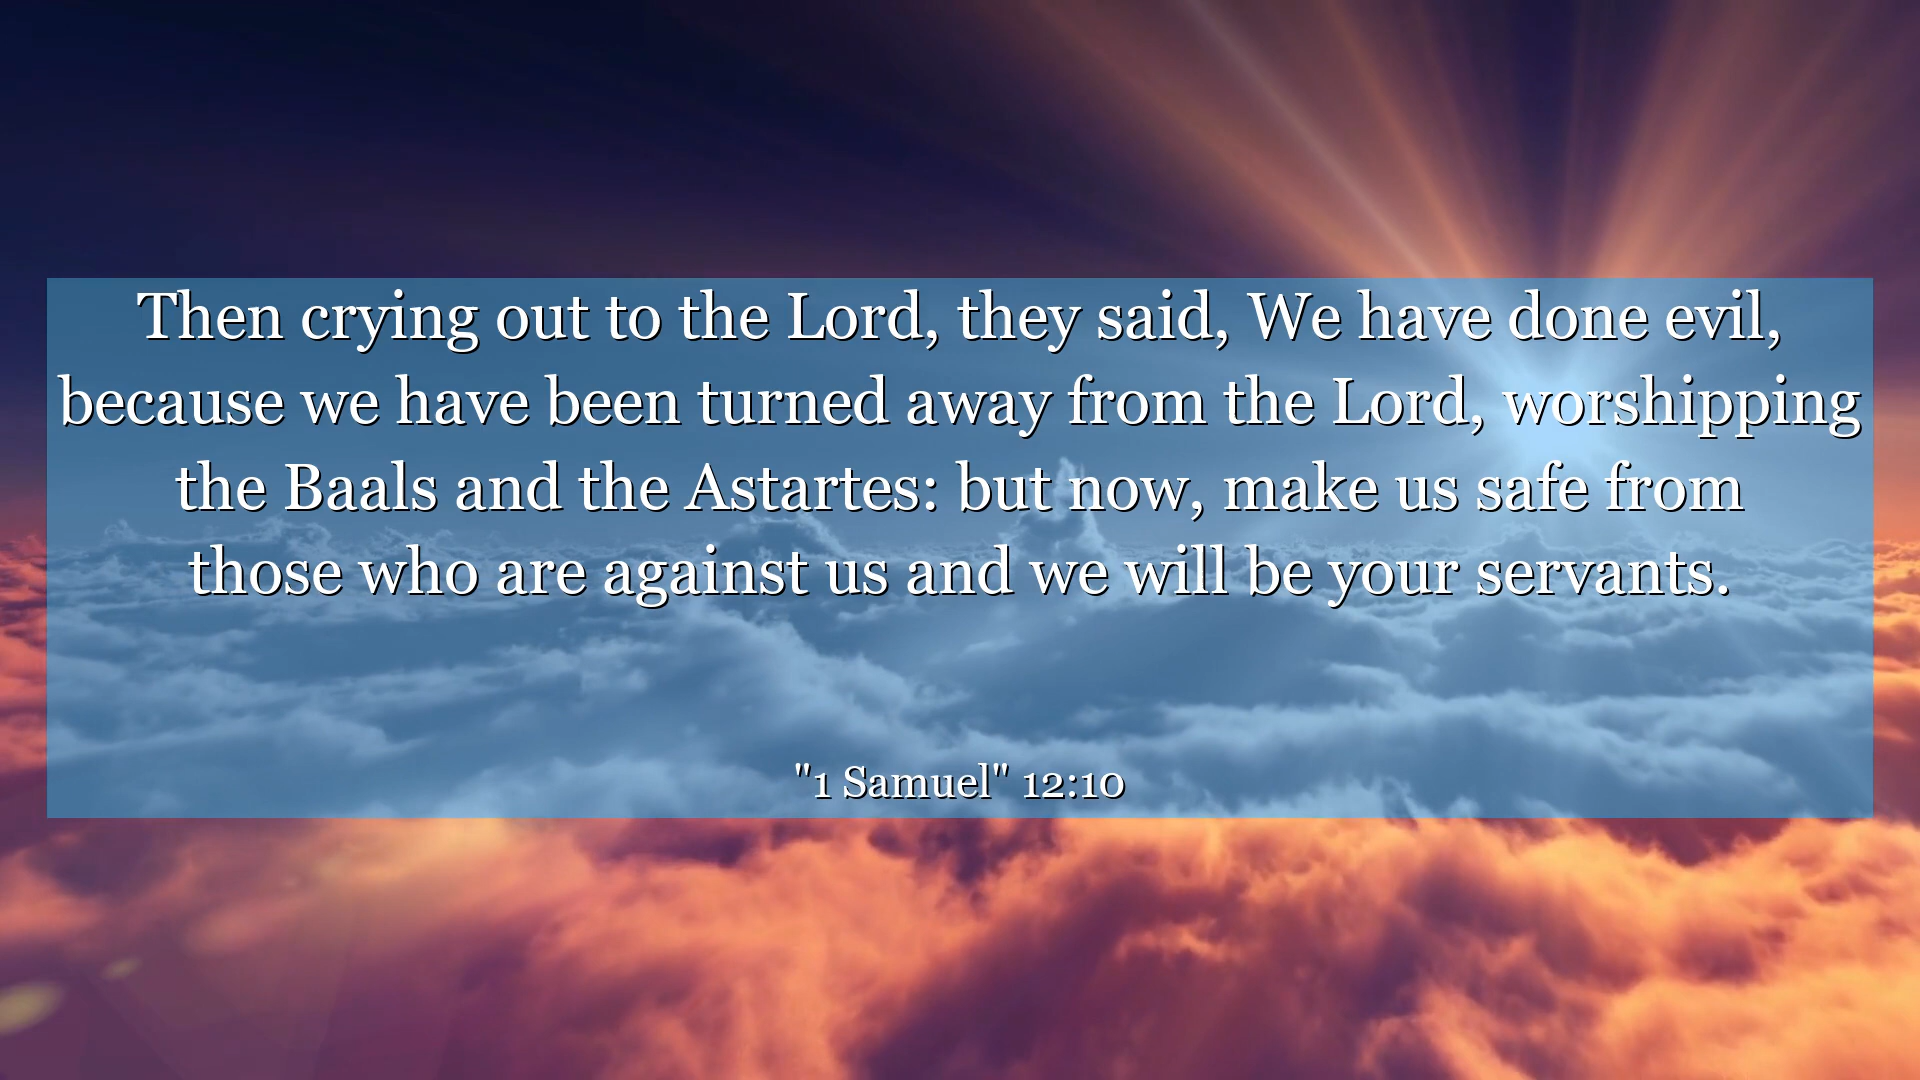 Then crying out to the Lord, they said, We have done evil,
because we have been turned away from the Lord, worshipping
the Baals and the Astartes: but now, make us safe from
those who are against us and we will be your servants.
"1 Samuel" 12:10